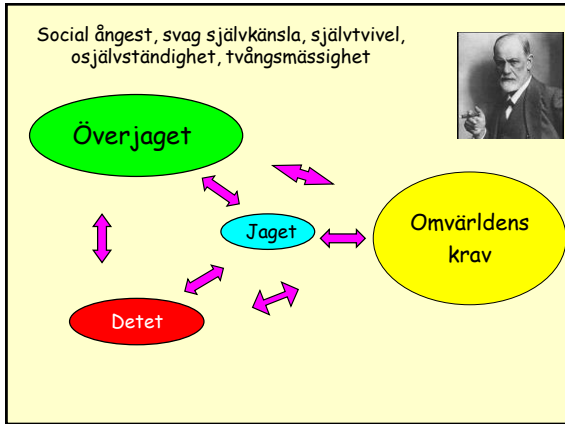 Social ångest, svag självkänsla, självtvivel,
osjälvständighet, tvångsmässighet
Överjaget
Jaget
Omvärldens
krav
Detet